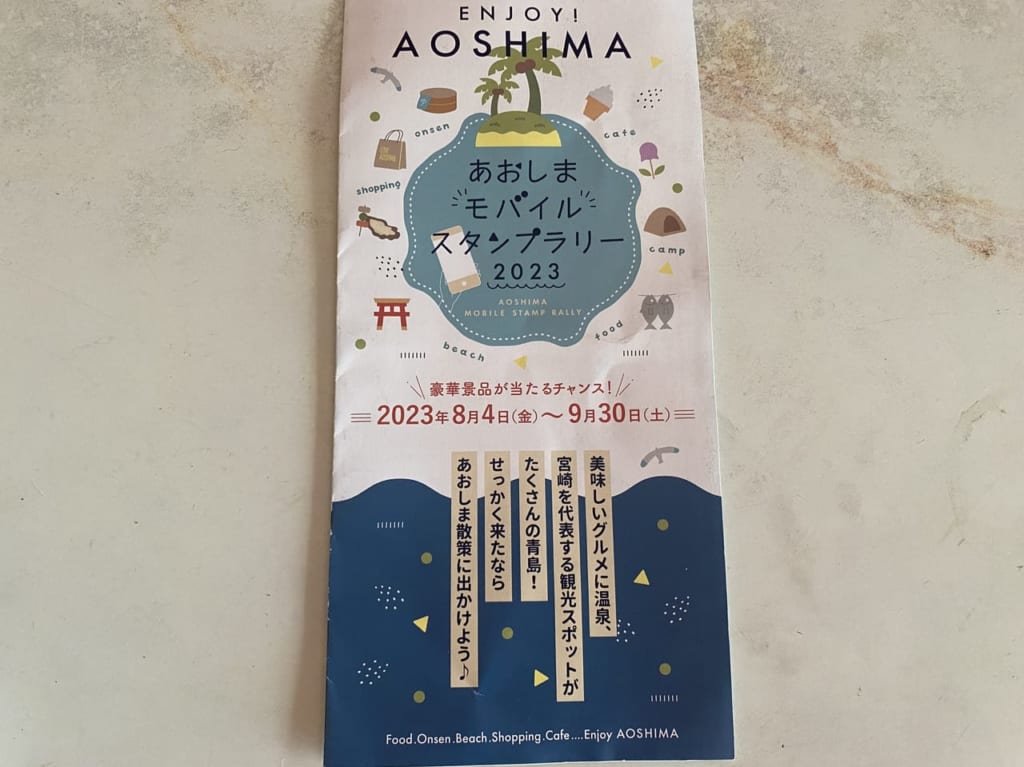 ENJOY!
AOSHIMA
onsen
cafe
shopping
camp
あおしま
モバイル
スタンプラリー
2023
AOSHIMA
MOBILE STAMP RALLY
beach
food
豪華景品が当たるチャンス!
2023年8月4日(金)〜9月30日(土)
美味しいグルメに温泉、
宮崎を代表する観光スポットが
たくさんの青島!
せっかく来たなら
あおしま散策に出かけよう♪
Food.Onsen.Beach.Shopping.Cafe....Enjoy AOSHIMA